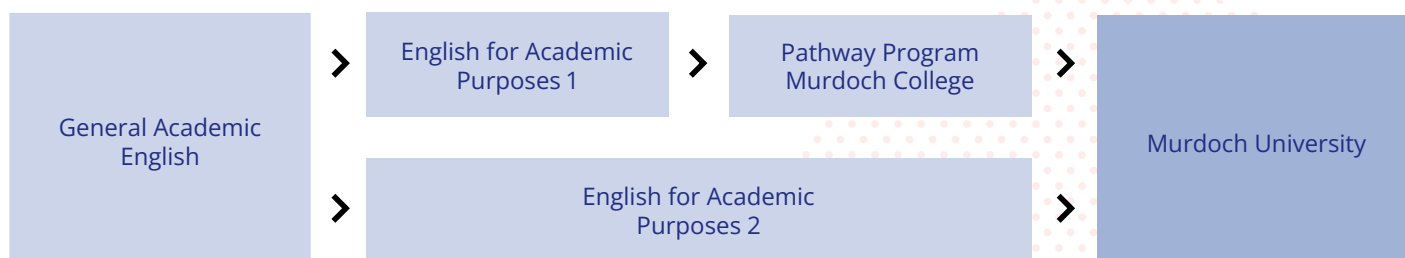 General Academic
English
English for Academic
Purposes 1
Pathway Program
Murdoch College
English for Academic
Purposes 2
Murdoch University